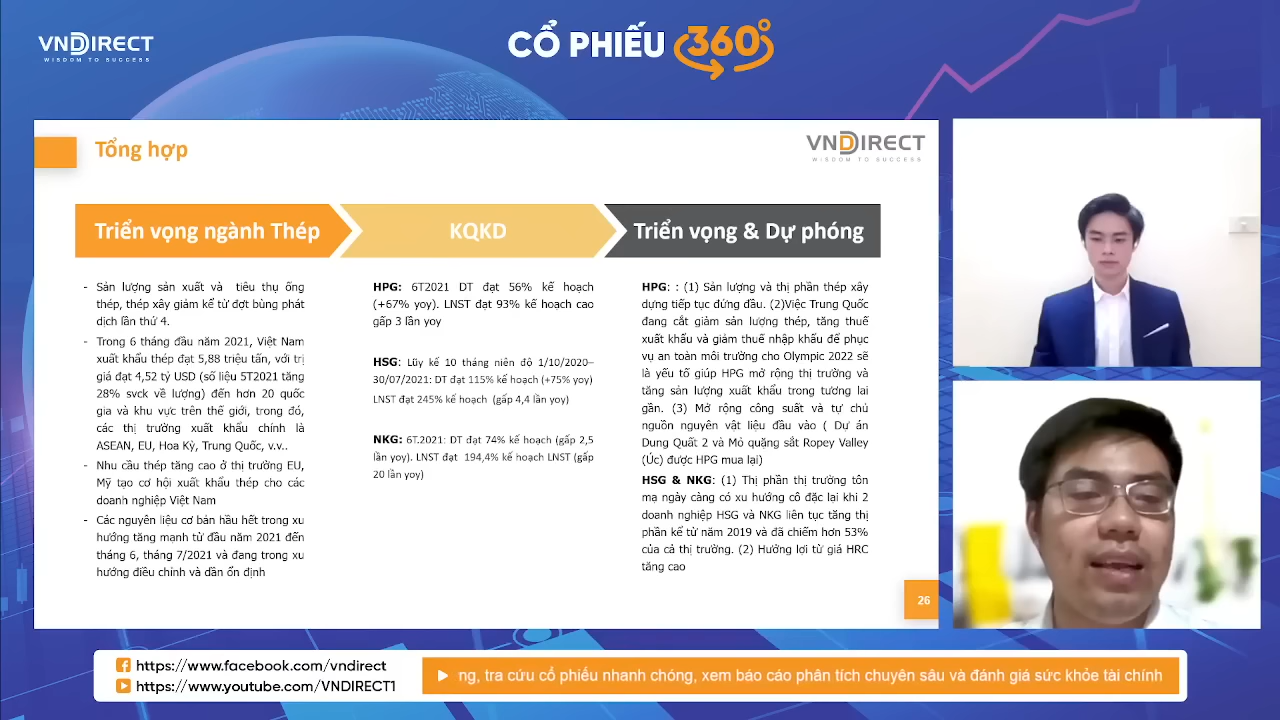 VNDIRECT
WISDOM TO SUCCESS
CỔ PHIẾU 360°
Tổng hợp
VNDIRECT
WISDOM TO SUCCESS
Triển vọng ngành Thép
KQKD
Triển vọng & Dự phóng
- Sản lượng sản xuất và tiêu thụ ống
thép, thép xây giảm kể từ đợt bùng phát
dịch lần thứ 4.
- Trong 6 tháng đầu năm 2021, Việt Nam
xuất khẩu thép đạt 5,88 triệu tấn, với trị
giá đạt 4,52 tỷ USD (số liệu 5T2021 tăng
28% svck về lượng) đến hơn 20 quốc
gia và khu vực trên thế giới, trong đó,
các thị trường xuất khẩu chính là
ASEAN, EU, Hoa Kỳ, Trung Quốc, v.v..
- Nhu cầu thép tăng cao ở thị trường EU,
Mỹ tạo cơ hội xuất khẩu thép cho các
doanh nghiệp Việt Nam
- Các nguyên liệu cơ bản hầu hết trong xu
hướng tăng mạnh từ đầu năm 2021 đến
tháng 6, tháng 7/2021 và đang trong xu
hướng điều chỉnh và dần ổn định
HPG: 6T2021 DT đạt 56% kế hoạch
(+67% yoy). LNST đạt 93% kế hoạch cao
gấp 3 lần yoy
HSG: Lũy kế 10 tháng niên độ 1/10/2020–
30/07/2021: DT đạt 115% kế hoạch (+75% yoy)
LNST đạt 245% kế hoạch (gấp 4,4 lần yoy)
NKG: 6T.2021: DT đạt 74% kế hoạch (gấp 2,5
lần yoy). LNST đạt 194,4% kế hoạch LNST (gấp
20 lần yoy)
HPG: : (1) Sản lượng và thị phần thép xây
dựng tiếp tục đứng đầu. (2)Việc Trung Quốc
đang cắt giảm sản lượng thép, tăng thuế
xuất khẩu và giảm thuế nhập khẩu để phục
vụ an toàn môi trường cho Olympic 2022 sẽ
là yếu tố giúp HPG mở rộng thị trường và
tăng sản lượng xuất khẩu trong tương lai
gần. (3) Mở rộng công suất và tự chủ
nguồn nguyên vật liệu đầu vào ( Dự án
Dung Quất 2 và Mỏ quặng sắt Ropey Valley
(Úc) được HPG mua lại)
HSG & NKG: (1) Thị phần thị trường tôn
mạ ngày càng có xu hướng cô đặc lại khi 2
doanh nghiệp HSG và NKG liên tục tăng thị
phần kể từ năm 2019 và đã chiếm hơn 53%
của cả thị trường. (2) Hưởng lợi từ giá HRC
tăng cao
26
https://www.facebook.com/vndirect
https://www.youtube.com/VNDIRECT1
ng, tra cứu cổ phiếu nhanh chóng, xem báo cáo phân tích chuyên sâu và đánh giá sức khỏe tài chính